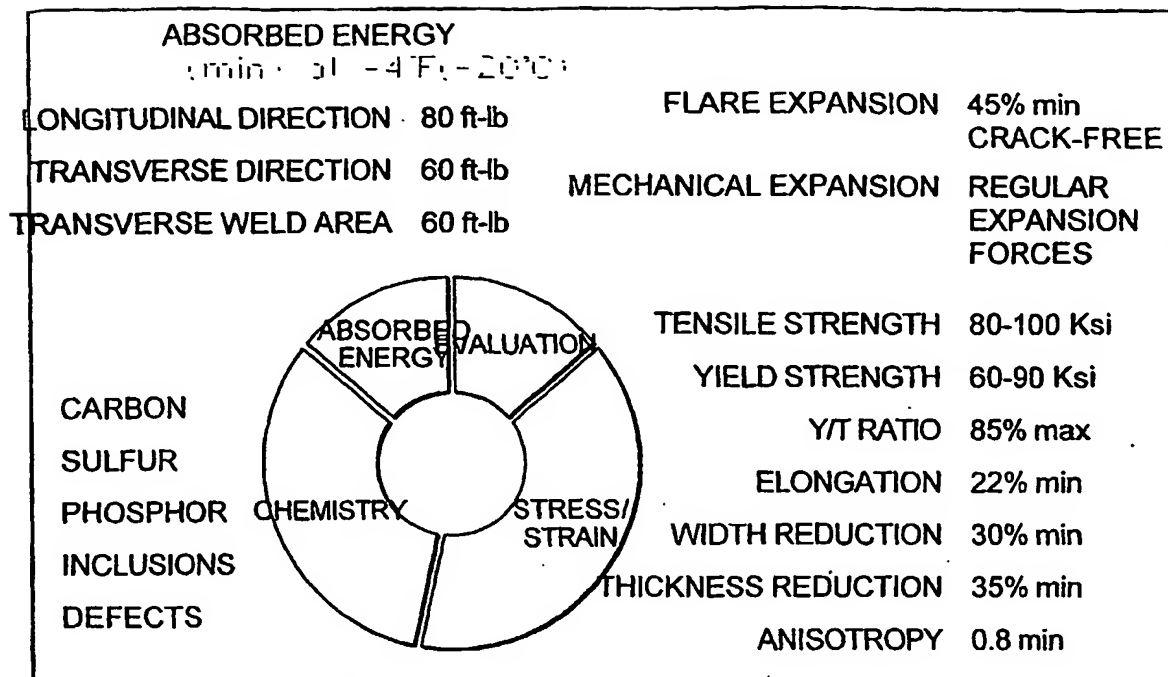 ABSORBED ENERGY
LONGITUDINAL DIRECTION 80 ft-lb
TRANSVERSE DIRECTION 60 ft-lb
TRANSVERSE WELD AREA 60 ft-lb
FLARE EXPANSION 45% min
CRACK-FREE
MECHANICAL EXPANSION REGULAR
EXPANSION
FORCES
ABSORBED
ENERGY
EVALUATION
CHEMISTRY
STRESS/
STRAIN
CARBON
SULFUR
PHOSPHOR
INCLUSIONS
DEFECTS
TENSILE STRENGTH 80-100 Ksi
YIELD STRENGTH 60-90 Ksi
Y/T RATIO 85% max
ELONGATION 22% min
WIDTH REDUCTION 30% min
THICKNESS REDUCTION 35% min
ANISOTROPY 0.8 min